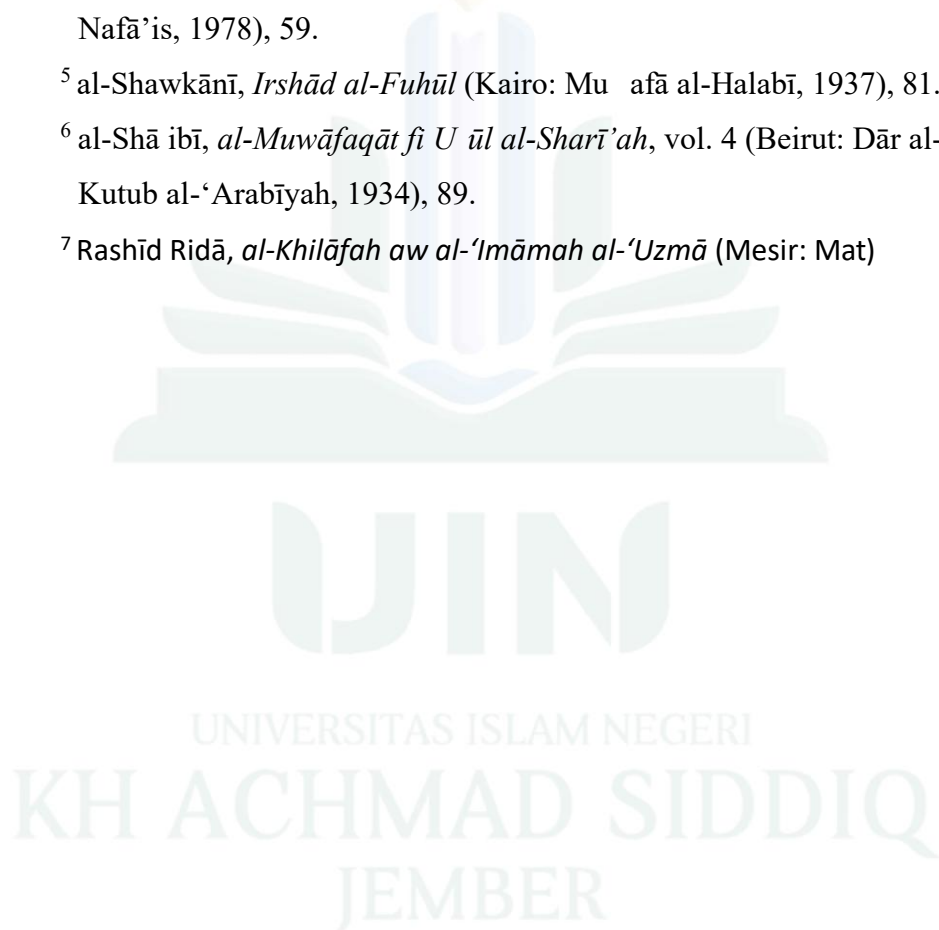 Nafā’is, 1978), 59.
5 al-Shawkānī, Irshād al-Fuhūl (Kairo: Mu afā al-Halabī, 1937), 81.
6 al-Shā ibī, al-Muwāfaqāt fi U ūl al-Sharī’ah, vol. 4 (Beirut: Dār al-
Kutub al-‘Arabīyah, 1934), 89.
7 Rashīd Ridā, al-Khilāfah aw al-‘Imāmah al-‘Uzmā (Mesir: Mat)
UIN
UNIVERSITAS ISLAM NEGERI
KH ACHMAD SIDDIQ
JEMBER